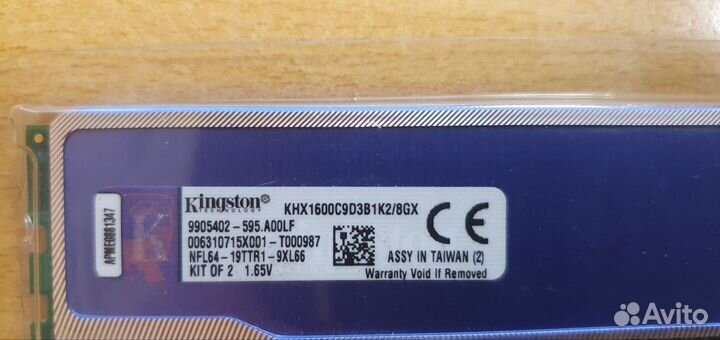 APME0881347
Kingston®
TECHNOLOGY
KHX1600C9D3B1K2/8GX
9905402-595.A00LF
006310715X001-T000987
NFL64-19TTR1-9XL66
KIT OF 2 1.65V
CE
ASSY IN TAIWAN (2)
Warranty Void If Removed
Avito